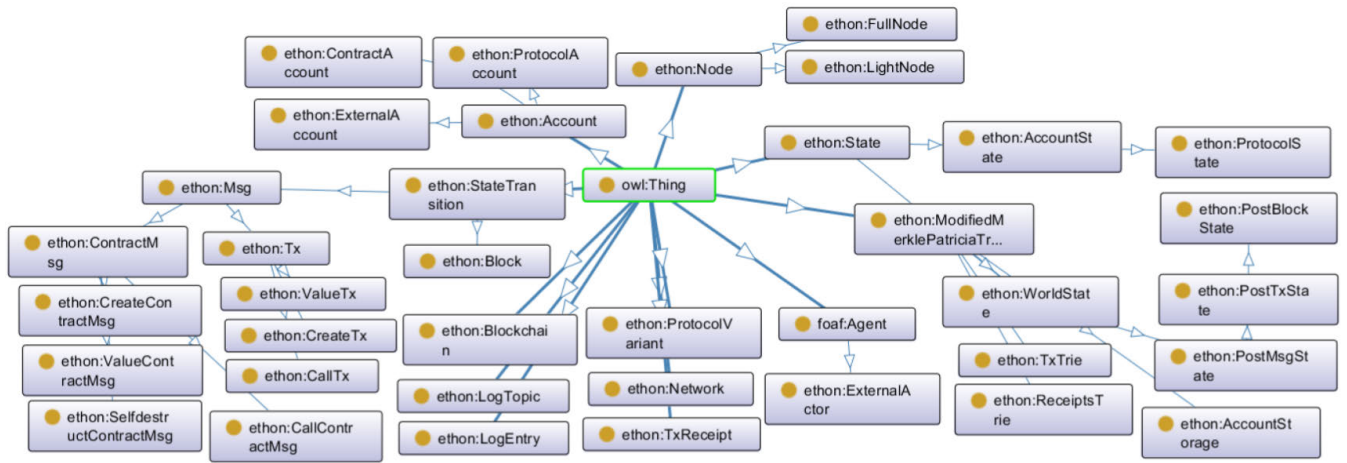 ethon:FullNode
ethon:ContractA
ccount
ethon:ProtocolA
ccount
ethon:Node
ethon:LightNode
ethon:ExternalA
ccount
ethon:Account
ethon:State
ethon:AccountSt
ate
ethon:ProtocolS
tate
ethon:Msg
ethon:StateTran
sition
owl:Thing
ethon:ModifiedM
erklePatriciaTr...
ethon:PostBlock
State
ethon:ContractM
sg
ethon:Tx
ethon:Block
ethon:CreateCon
tractMsg
ethon:ValueTx
ethon:WorldStat
e
ethon:PostTxSta
te
ethon:CreateTx
ethon:Blockchai
n
ethon:ProtocolV
ariant
foaf:Agent
ethon:ValueCont
ractMsg
ethon:CallTx
ethon:TxTrie
ethon:PostMsgSt
ate
ethon:LogTopic
ethon:Network
ethon:ExternalA
ctor
ethon:ReceiptsT
rie
ethon:Selfdestr
uctContractMsg
ethon:CallContr
actMsg
ethon:LogEntry
ethon:TxReceipt
ethon:AccountSt
orage